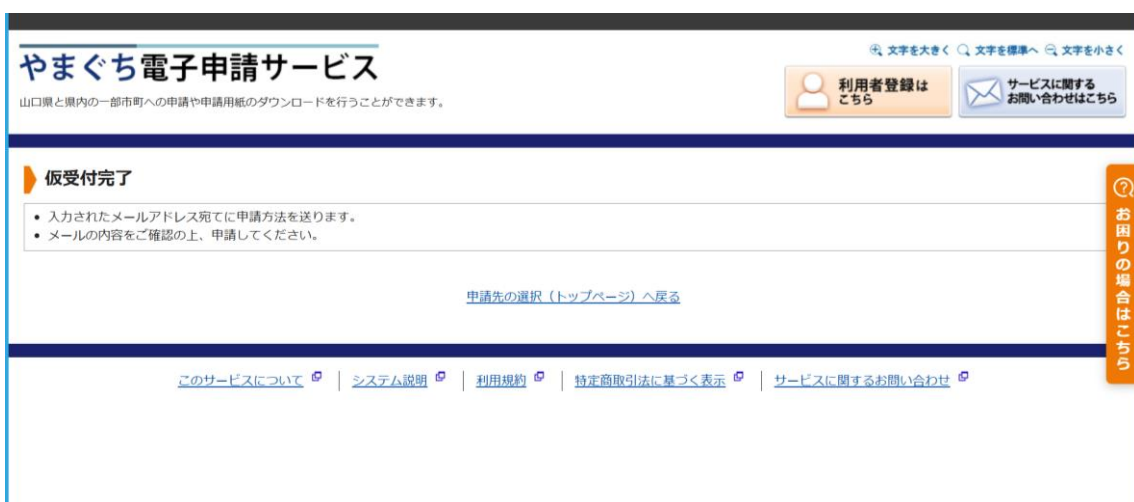 文字を大きく 文字を標準へ 文字を小さく
やまぐち電子申請サービス
山口県と県内の一部市町への申請や申請用紙のダウンロードを行うことができます。
利用者登録は
こちら
サービスに関する
お問い合わせはこちら
仮受付完了
• 入力されたメールアドレス宛てに申請方法を送ります。
• メールの内容をご確認の上、申請してください。
申請先の選択（トップページ）へ戻る
お困りの場合はこちら
このサービスについて | システム説明 | 利用規約 | 特定商取引法に基づく表示 | サービスに関するお問い合わせ